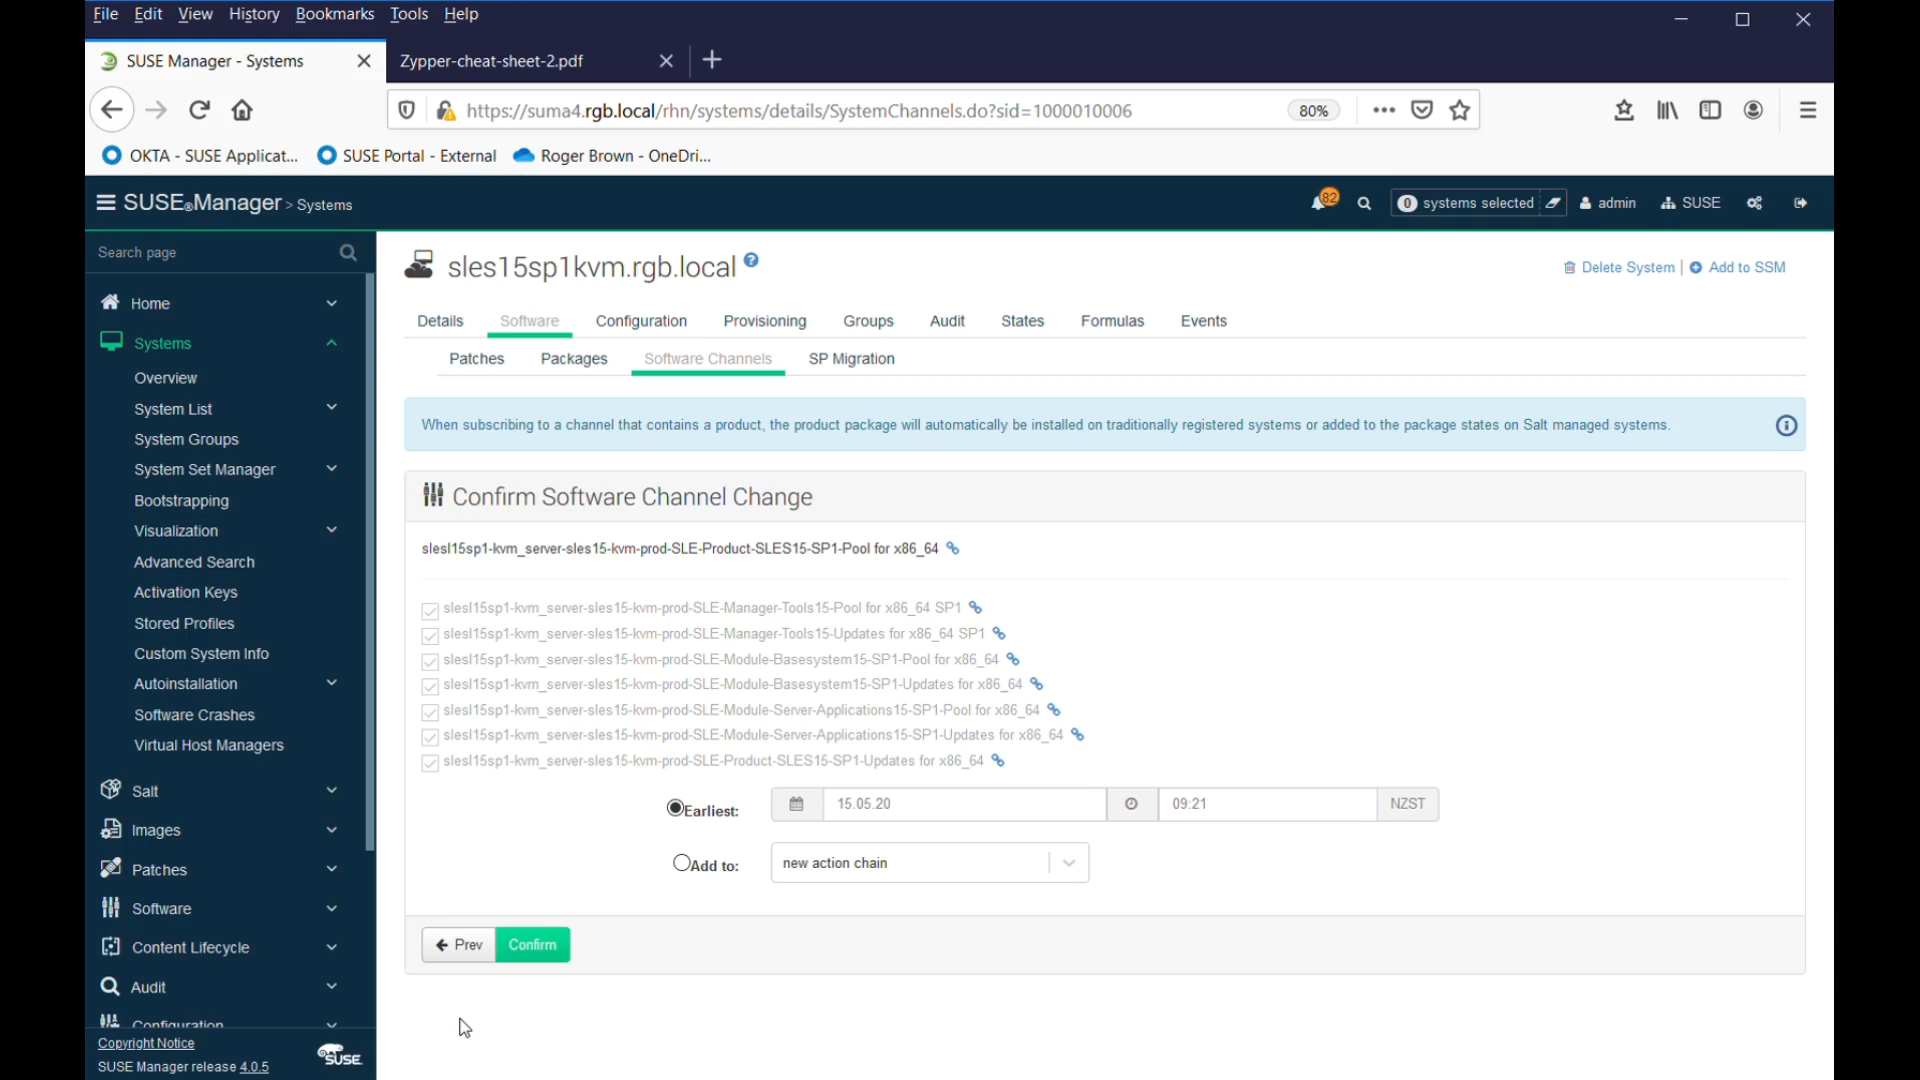 File Edit View History Bookmarks Tools Help
SUSE Manager - Systems
Zypper-cheat-sheet-2.pdf
https://suma4.rgb.local/rhn/systems/details/SystemChannels.do?sid=1000010006
80%
OKTA - SUSE Applicat...
SUSE Portal - External
Roger Brown - OneDri...
SUSE®Manager > Systems
82
0 systems selected
admin
SUSE
Search page
Home
Systems
Overview
System List
System Groups
System Set Manager
Bootstrapping
Visualization
Advanced Search
Activation Keys
Stored Profiles
Custom System Info
Autoinstallation
Software Crashes
Virtual Host Managers
Salt
Images
Patches
Software
Content Lifecycle
Audit
Configuration
Copyright Notice
SUSE Manager release 4.0.5
SUSE
sles15sp1kvm.rgb.local
Delete System | Add to SSM
Details Software Configuration Provisioning Groups Audit States Formulas Events
Patches Packages Software Channels SP Migration
When subscribing to a channel that contains a product, the product package will automatically be installed on traditionally registered systems or added to the package states on Salt managed systems.
Confirm Software Channel Change
slesl15sp1-kvm_server-sles15-kvm-prod-SLE-Product-SLES15-SP1-Pool for x86_64
slesl15sp1-kvm_server-sles15-kvm-prod-SLE-Manager-Tools15-Pool for x86_64 SP1
slesl15sp1-kvm_server-sles15-kvm-prod-SLE-Manager-Tools15-Updates for x86_64 SP1
slesl15sp1-kvm_server-sles15-kvm-prod-SLE-Module-Basesystem15-SP1-Pool for x86_64
slesl15sp1-kvm_server-sles15-kvm-prod-SLE-Module-Basesystem15-SP1-Updates for x86_64
slesl15sp1-kvm_server-sles15-kvm-prod-SLE-Module-Server-Applications15-SP1-Pool for x86_64
slesl15sp1-kvm_server-sles15-kvm-prod-SLE-Module-Server-Applications15-SP1-Updates for x86_64
slesl15sp1-kvm_server-sles15-kvm-prod-SLE-Product-SLES15-SP1-Updates for x86_64
Earliest: 15.05.20 09:21 NZST
Add to: new action chain
Prev Confirm